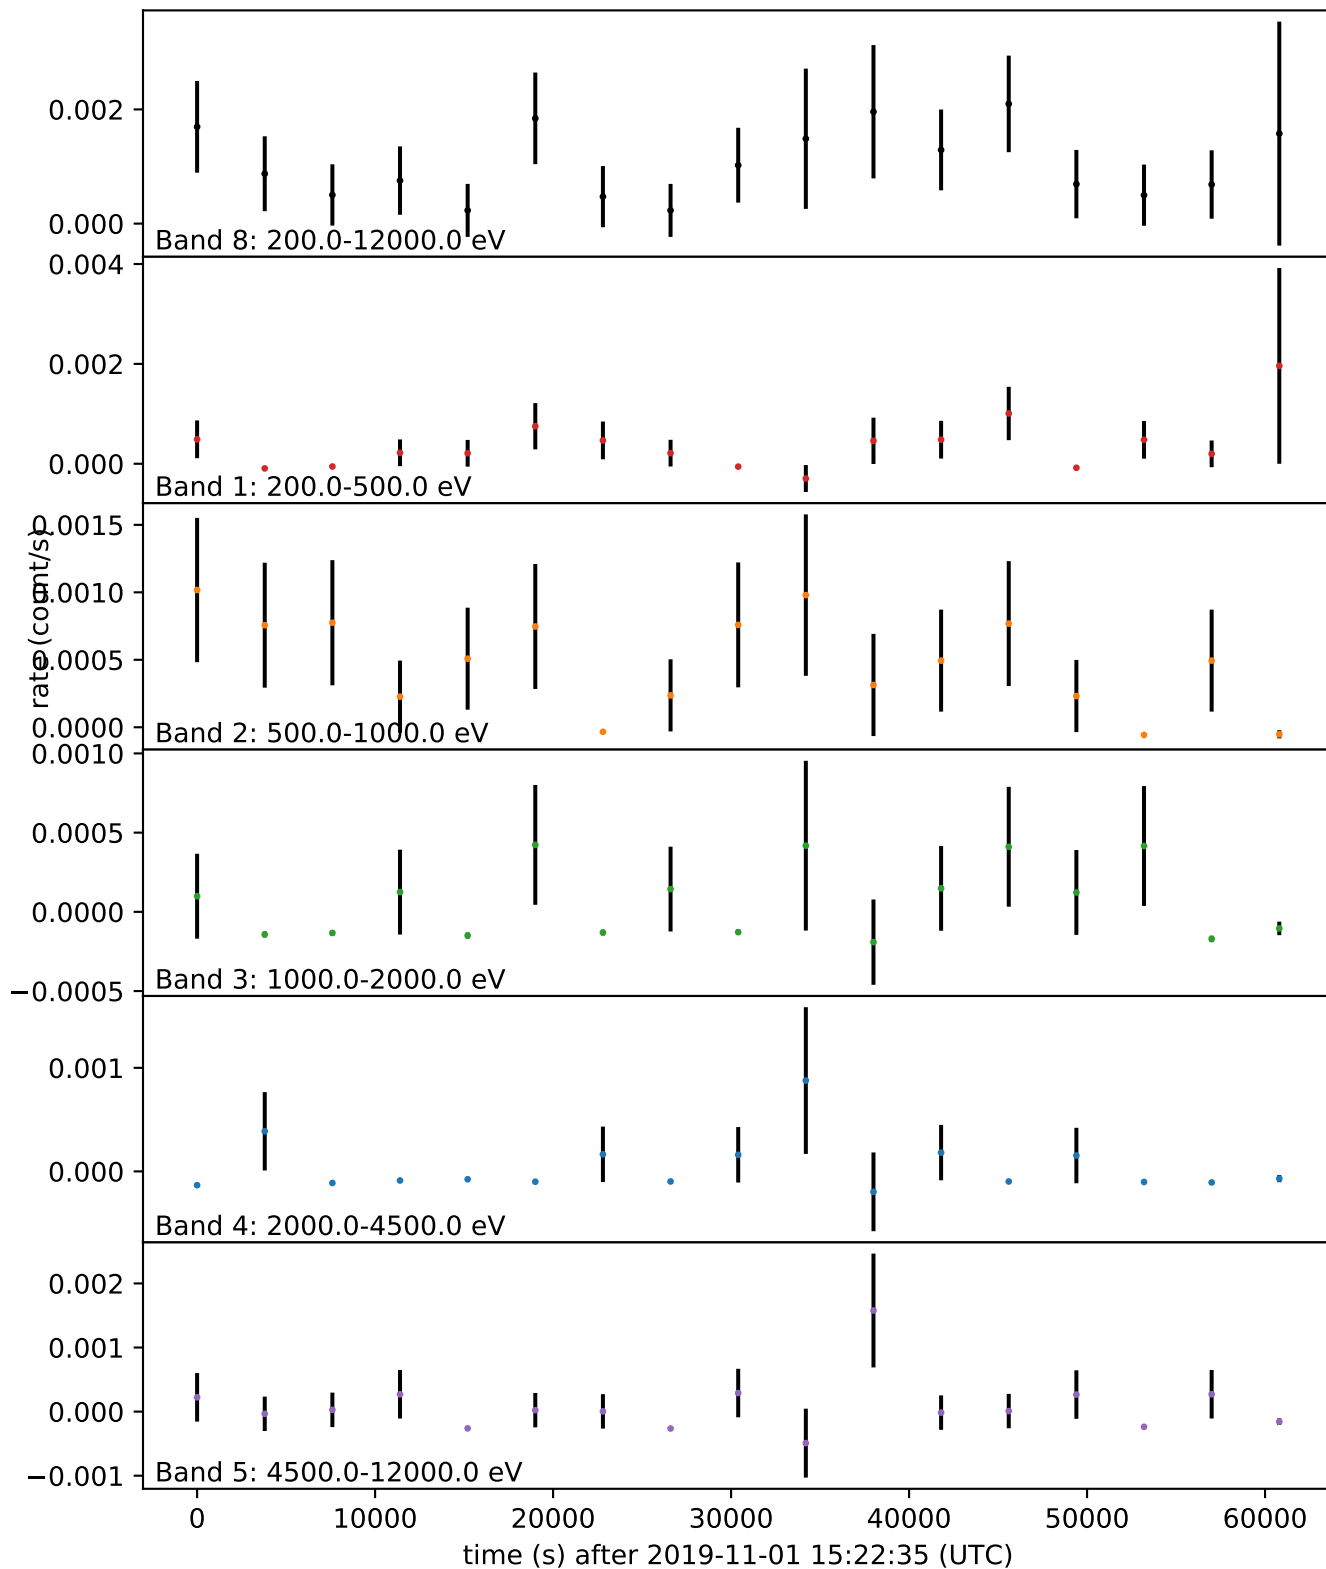 0.002
0.000
Band 8: 200.0-12000.0 eV
0.004
0.002
0.000
Band 1: 200.0-500.0 eV
rate (count/s)
0.0015
0.0010
0.0005
0.0000
Band 2: 500.0-1000.0 eV
0.0010
0.0005
0.0000
−0.0005
Band 3: 1000.0-2000.0 eV
0.001
0.000
Band 4: 2000.0-4500.0 eV
0.002
0.001
0.000
−0.001
Band 5: 4500.0-12000.0 eV
0 10000 20000 30000 40000 50000 60000
time (s) after 2019-11-01 15:22:35 (UTC)